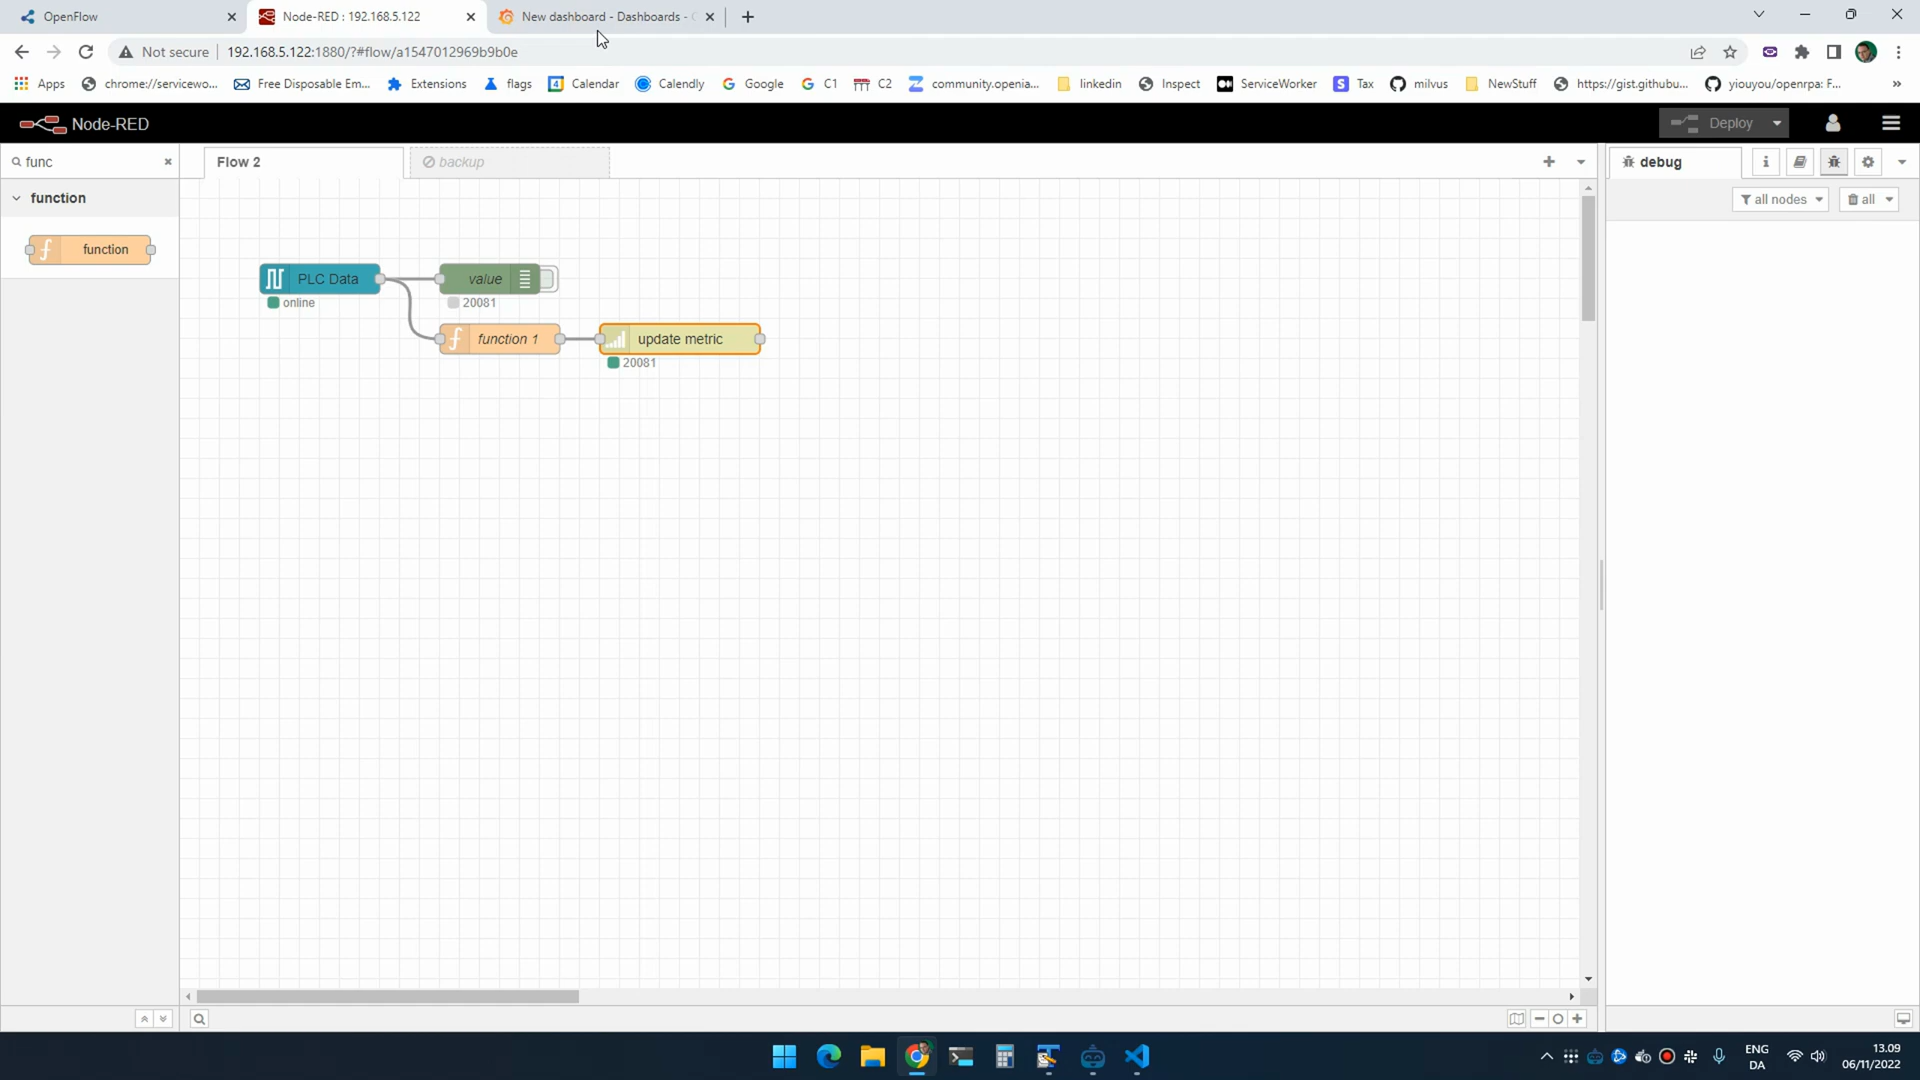 OpenFlow
Node-RED : 192.168.5.122
New dashboard - Dashboards -
Not secure
192.168.5.122:1880/?#flow/a1547012969b9b0e
Apps
chrome://servicewo...
Free Disposable Em...
Extensions
flags
Calendar
Calendly
Google
C1
C2
community.openia...
linkedin
Inspect
ServiceWorker
Tax
milvus
NewStuff
https://gist.githubu...
yiouyou/openrpa: F...
»
Node-RED
Deploy
func
Flow 2
backup
debug
function
all nodes
all
function
PLC Data
value
online
20081
function 1
update metric
20081
ENG
DA
13.09
06/11/2022